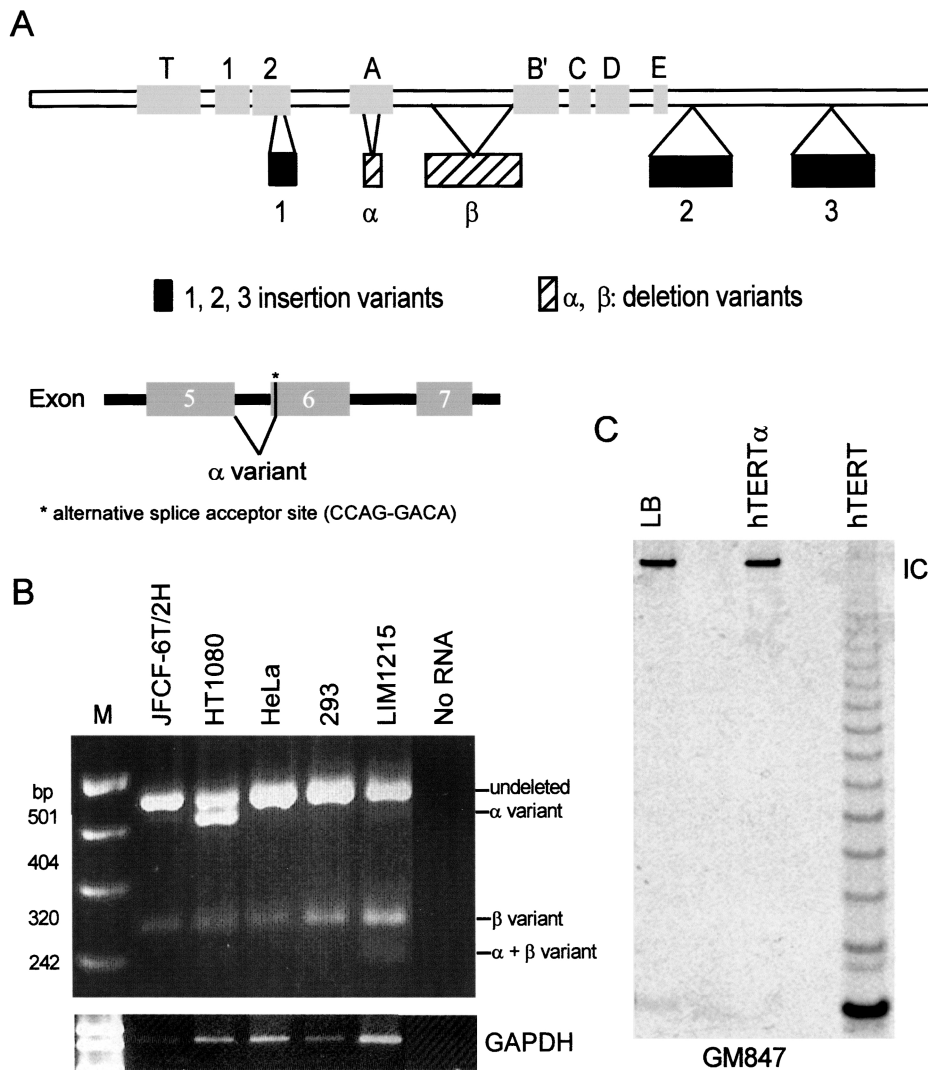 A
T 1 2 A B' C D E
1 α β 2 3
1, 2, 3 insertion variants
α, β: deletion variants
Exon 5 * 6 7
α variant
* alternative splice acceptor site (CCAG-GACA)
B
M JFCF-6T/2H HT1080 HeLa 293 LIM1215 No RNA
bp
501
404
320
242
undeleted
α variant
β variant
α + β variant
GAPDH
C
LB hTERTα hTERT
IC
GM847